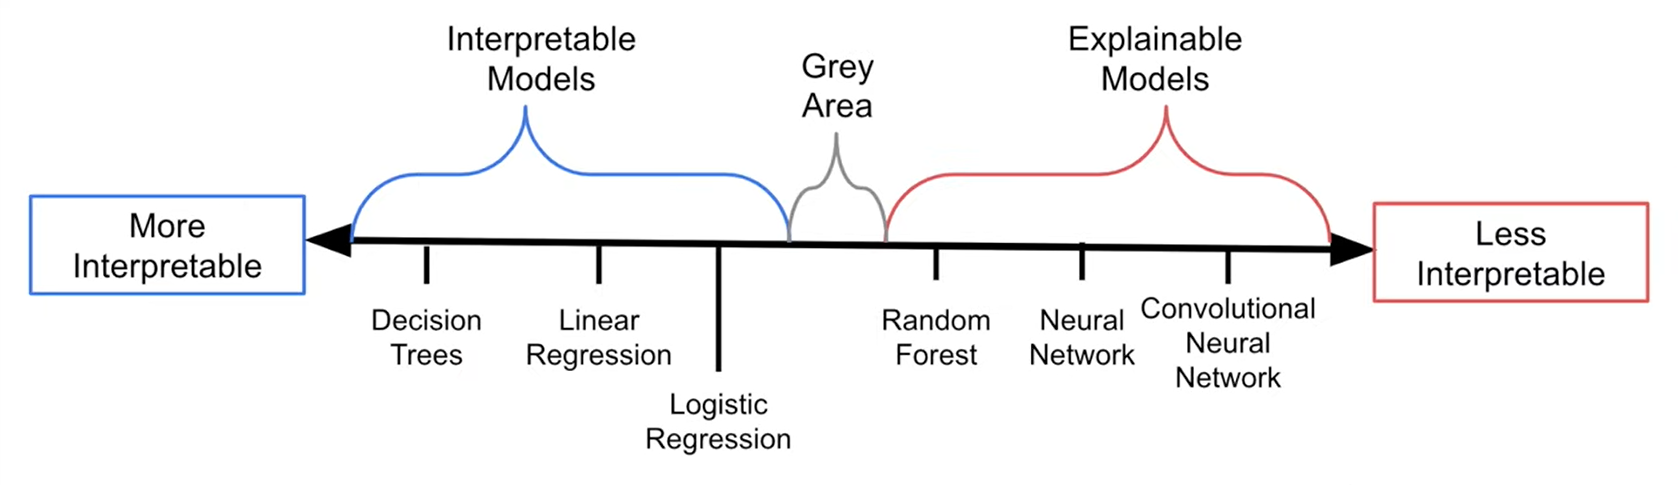 Interpretable
Models
Grey
Area
Explainable
Models
More
Interpretable
Less
Interpretable
Decision
Trees
Linear
Regression
Logistic
Regression
Random
Forest
Neural
Network
Convolutional
Neural
Network